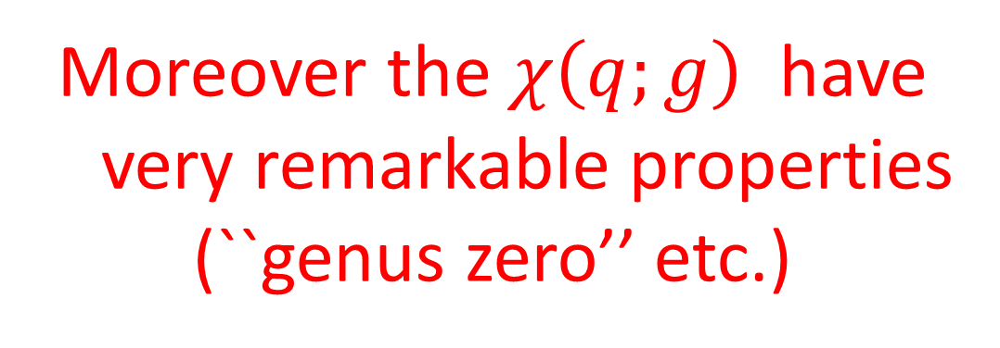 Moreover the 𝜒(𝑞; 𝑔) have
very remarkable properties
(``genus zero’’ etc.)